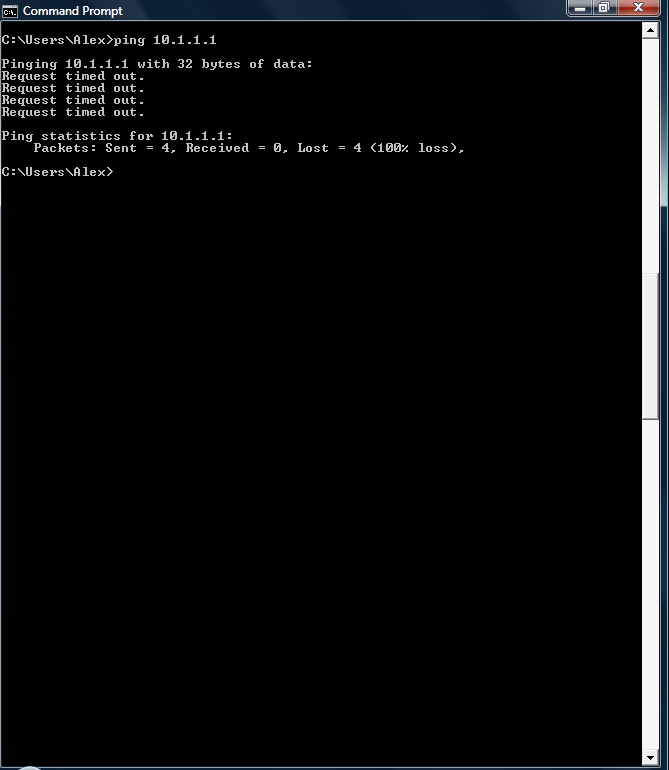 Command Prompt
C:\Users\Alex>ping 10.1.1.1
Pinging 10.1.1.1 with 32 bytes of data:
Request timed out.
Request timed out.
Request timed out.
Request timed out.
Ping statistics for 10.1.1.1:
    Packets: Sent = 4, Received = 0, Lost = 4 (100% loss),
C:\Users\Alex>